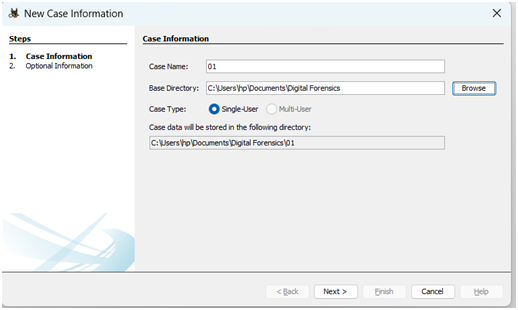 New Case Information
Steps
1. Case Information
2. Optional Information
Case Information
Case Name: 01
Base Directory: C:\Users\hp\Documents\Digital Forensics Browse
Case Type: Single-User Multi-User
Case data will be stored in the following directory:
C:\Users\hp\Documents\Digital Forensics\01
< Back Next > Finish Cancel Help